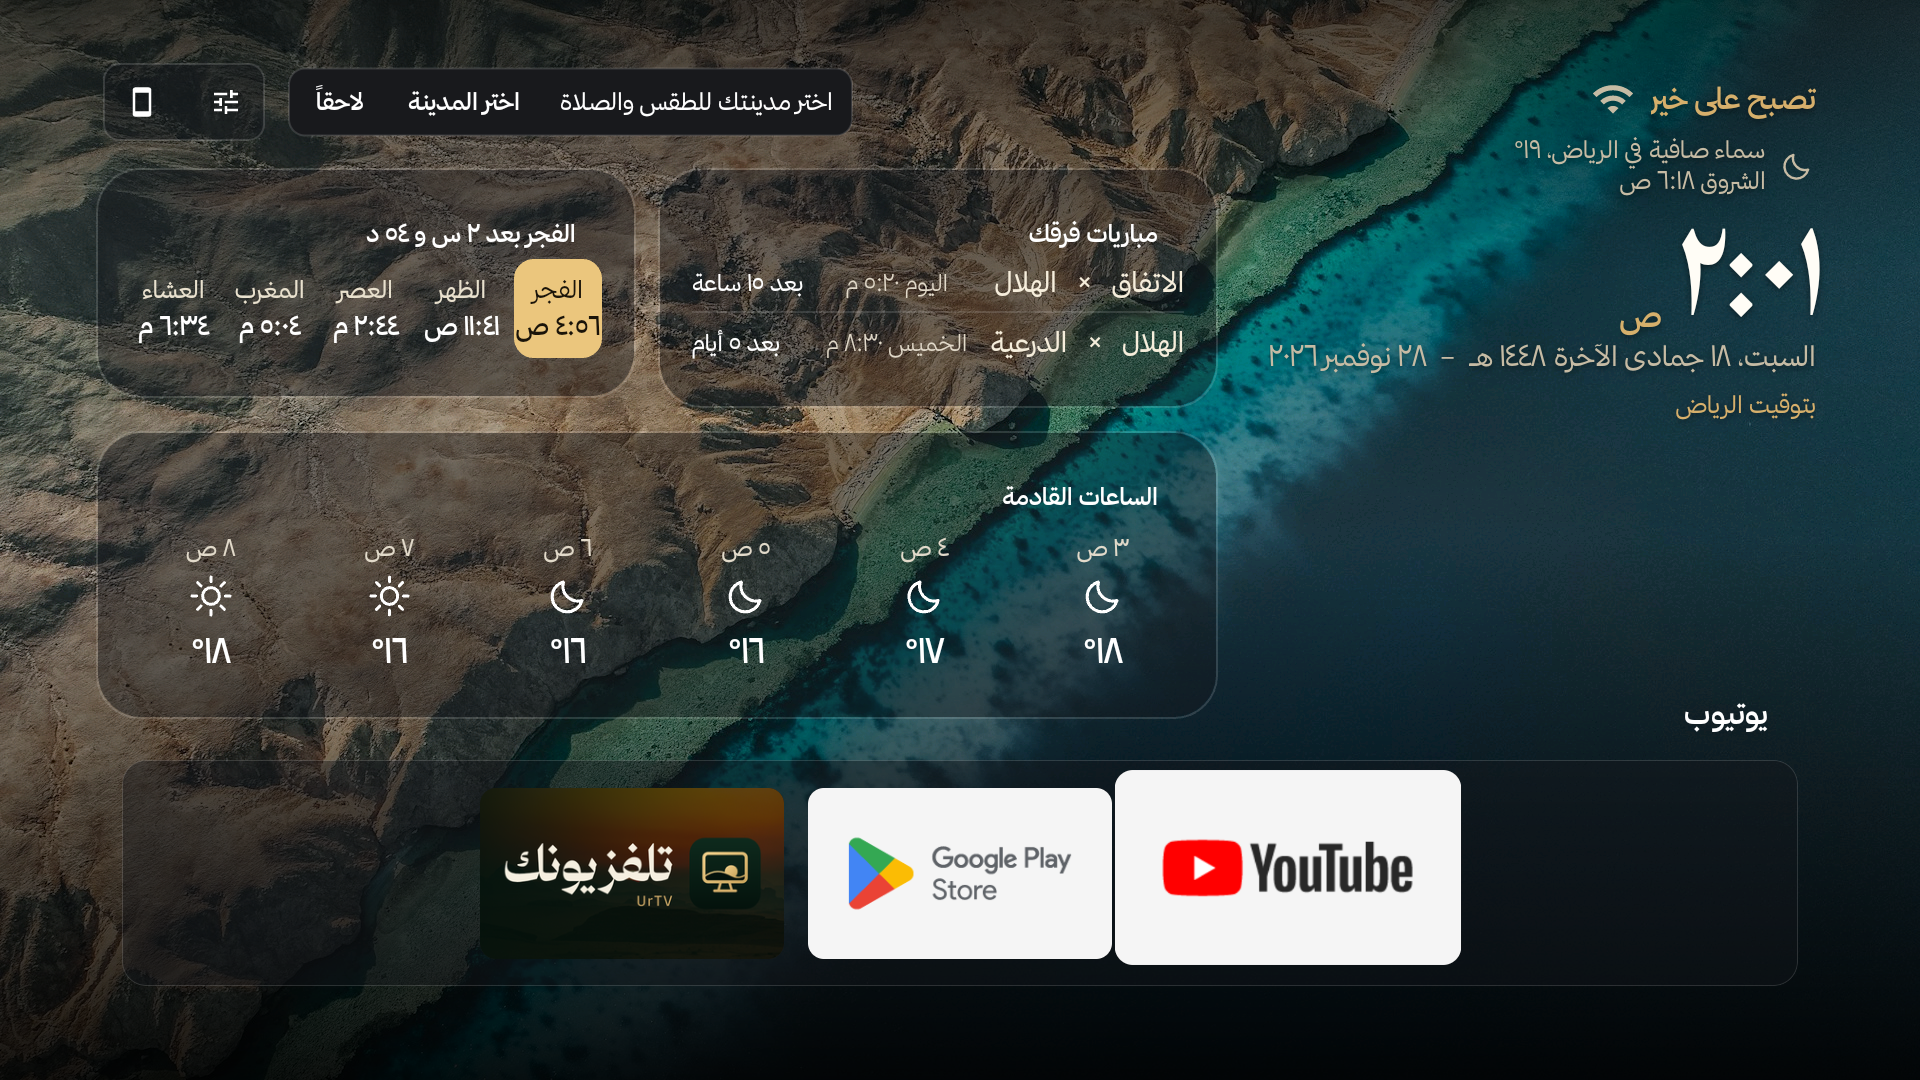 تصبح على خير
سماء صافية في الرياض، ١٩°
الشروق ٦:١٨ ص
٢:٠١ ص
السبت، ١٨ جمادى الآخرة ١٤٤٨ هـ – ٢٨ نوفمبر ٢٠٢٦
بتوقيت الرياض
اختر مدينتك للطقس والصلاة اختر المدينة لاحقاً
مباريات فرقك
الاتفاق × الهلال اليوم ٥:٢٠ م بعد ١٥ ساعة
الهلال × الدرعية الخميس ٨:٣٠ م بعد ٥ أيام
الفجر بعد ٢ س و ٥٤ د
الفجر الظهر العصر المغرب العشاء
٤:٥٦ ص ١١:٤١ ص ٢:٤٤ م ٥:٠٤ م ٦:٣٤ م
الساعات القادمة
٣ ص ٤ ص ٥ ص ٦ ص ٧ ص ٨ ص
١٨° ١٧° ١٦° ١٦° ١٦° ١٨°
يوتيوب
YouTube
Google Play
Store
تلفزيونك
UrTV